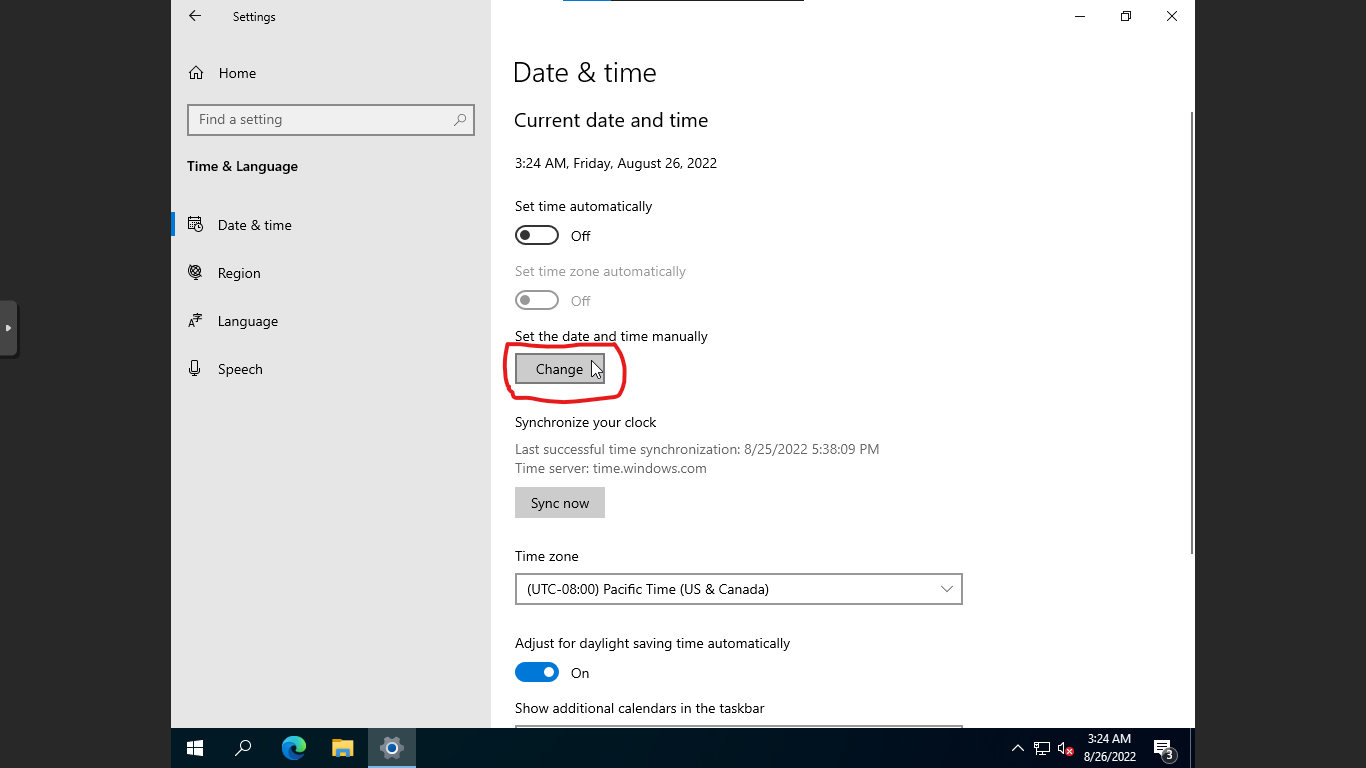 Settings
Home
Find a setting
Time & Language
Date & time
Region
Language
Speech
Date & time
Current date and time
3:24 AM, Friday, August 26, 2022
Set time automatically
Off
Set time zone automatically
Off
Set the date and time manually
Change
Synchronize your clock
Last successful time synchronization: 8/25/2022 5:38:09 PM
Time server: time.windows.com
Sync now
Time zone
(UTC-08:00) Pacific Time (US & Canada)
Adjust for daylight saving time automatically
On
Show additional calendars in the taskbar
3:24 AM
8/26/2022
3